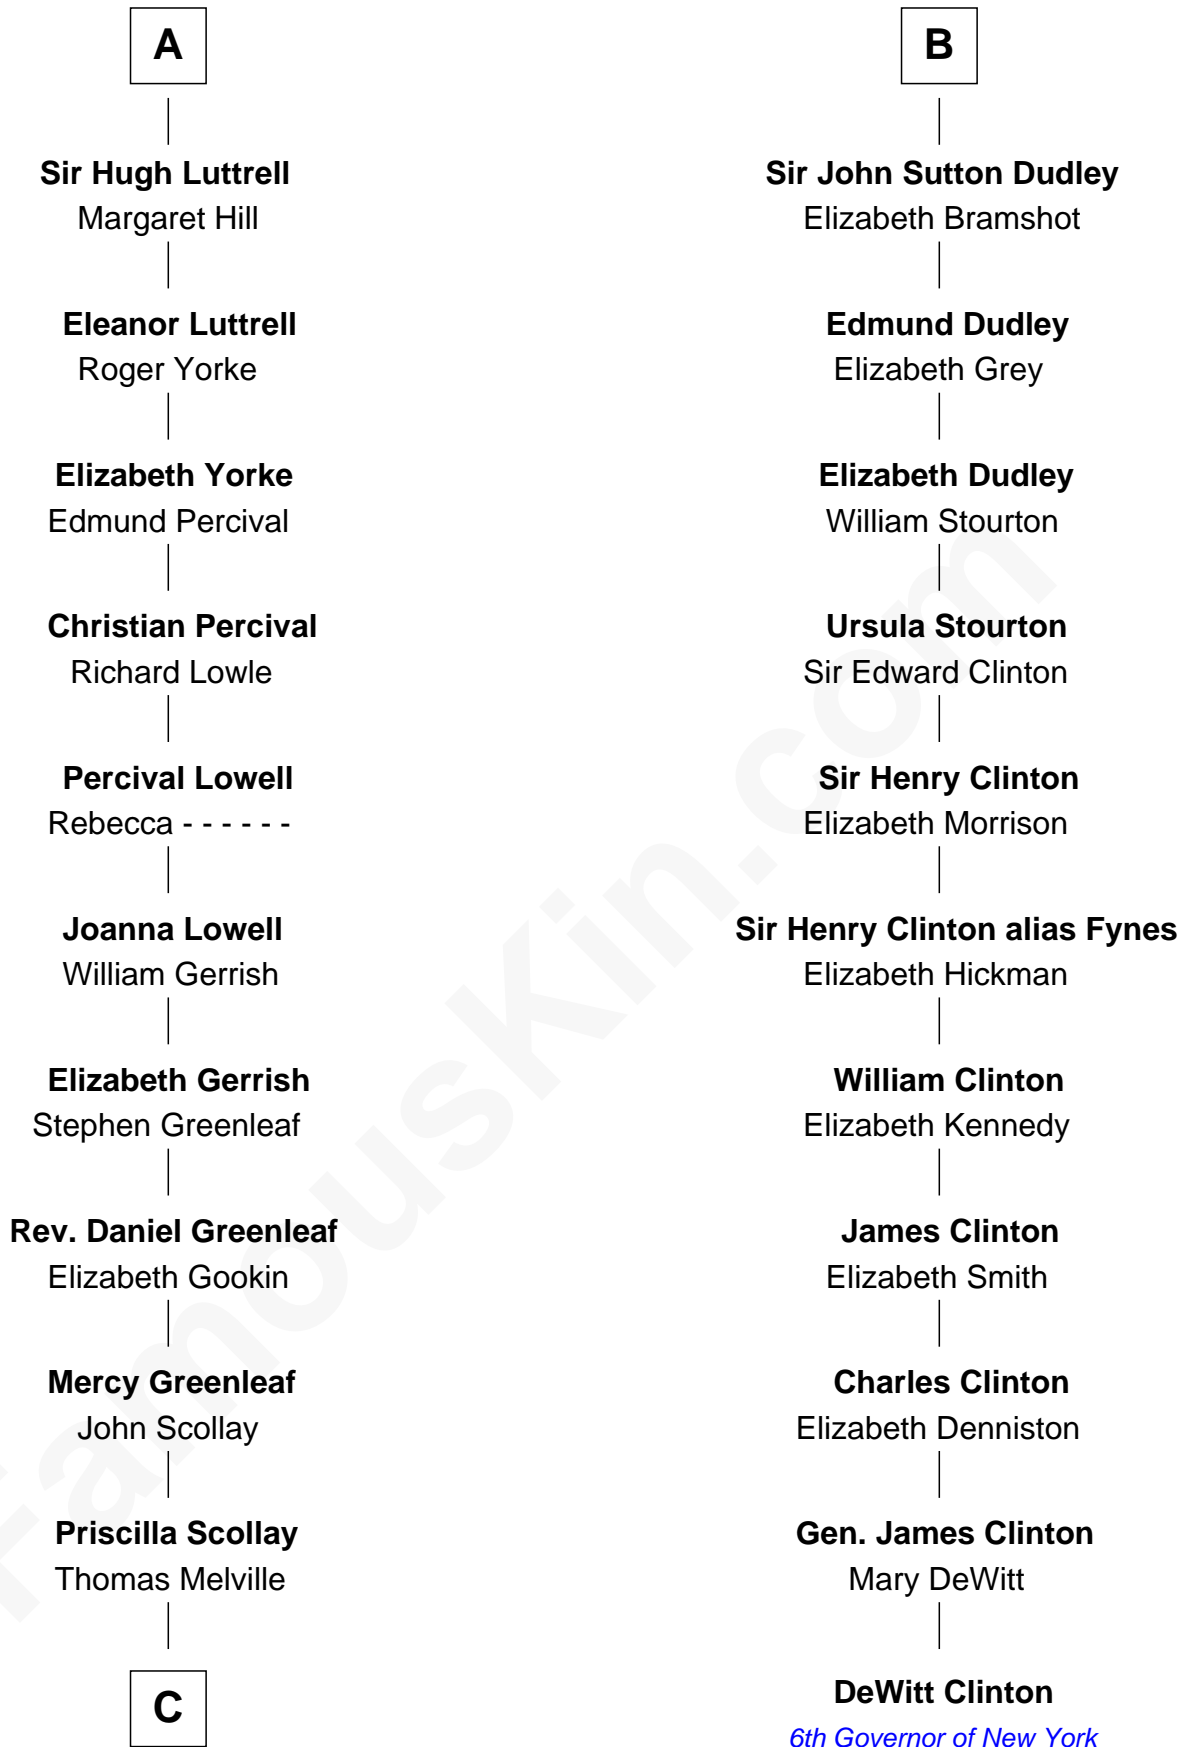 A
Sir Hugh Luttrell
Margaret Hill
Eleanor Luttrell
Roger Yorke
Elizabeth Yorke
Edmund Percival
Christian Percival
Richard Lowle
Percival Lowell
Rebecca - - - - - -
Joanna Lowell
William Gerrish
Elizabeth Gerrish
Stephen Greenleaf
Rev. Daniel Greenleaf
Elizabeth Gookin
Mercy Greenleaf
John Scollay
Priscilla Scollay
Thomas Melville
C
B
Sir John Sutton Dudley
Elizabeth Bramshot
Edmund Dudley
Elizabeth Grey
Elizabeth Dudley
William Stourton
Ursula Stourton
Sir Edward Clinton
Sir Henry Clinton
Elizabeth Morrison
Sir Henry Clinton alias Fynes
Elizabeth Hickman
William Clinton
Elizabeth Kennedy
James Clinton
Elizabeth Smith
Charles Clinton
Elizabeth Denniston
Gen. James Clinton
Mary DeWitt
DeWitt Clinton
6th Governor of New York
FamousKin.com